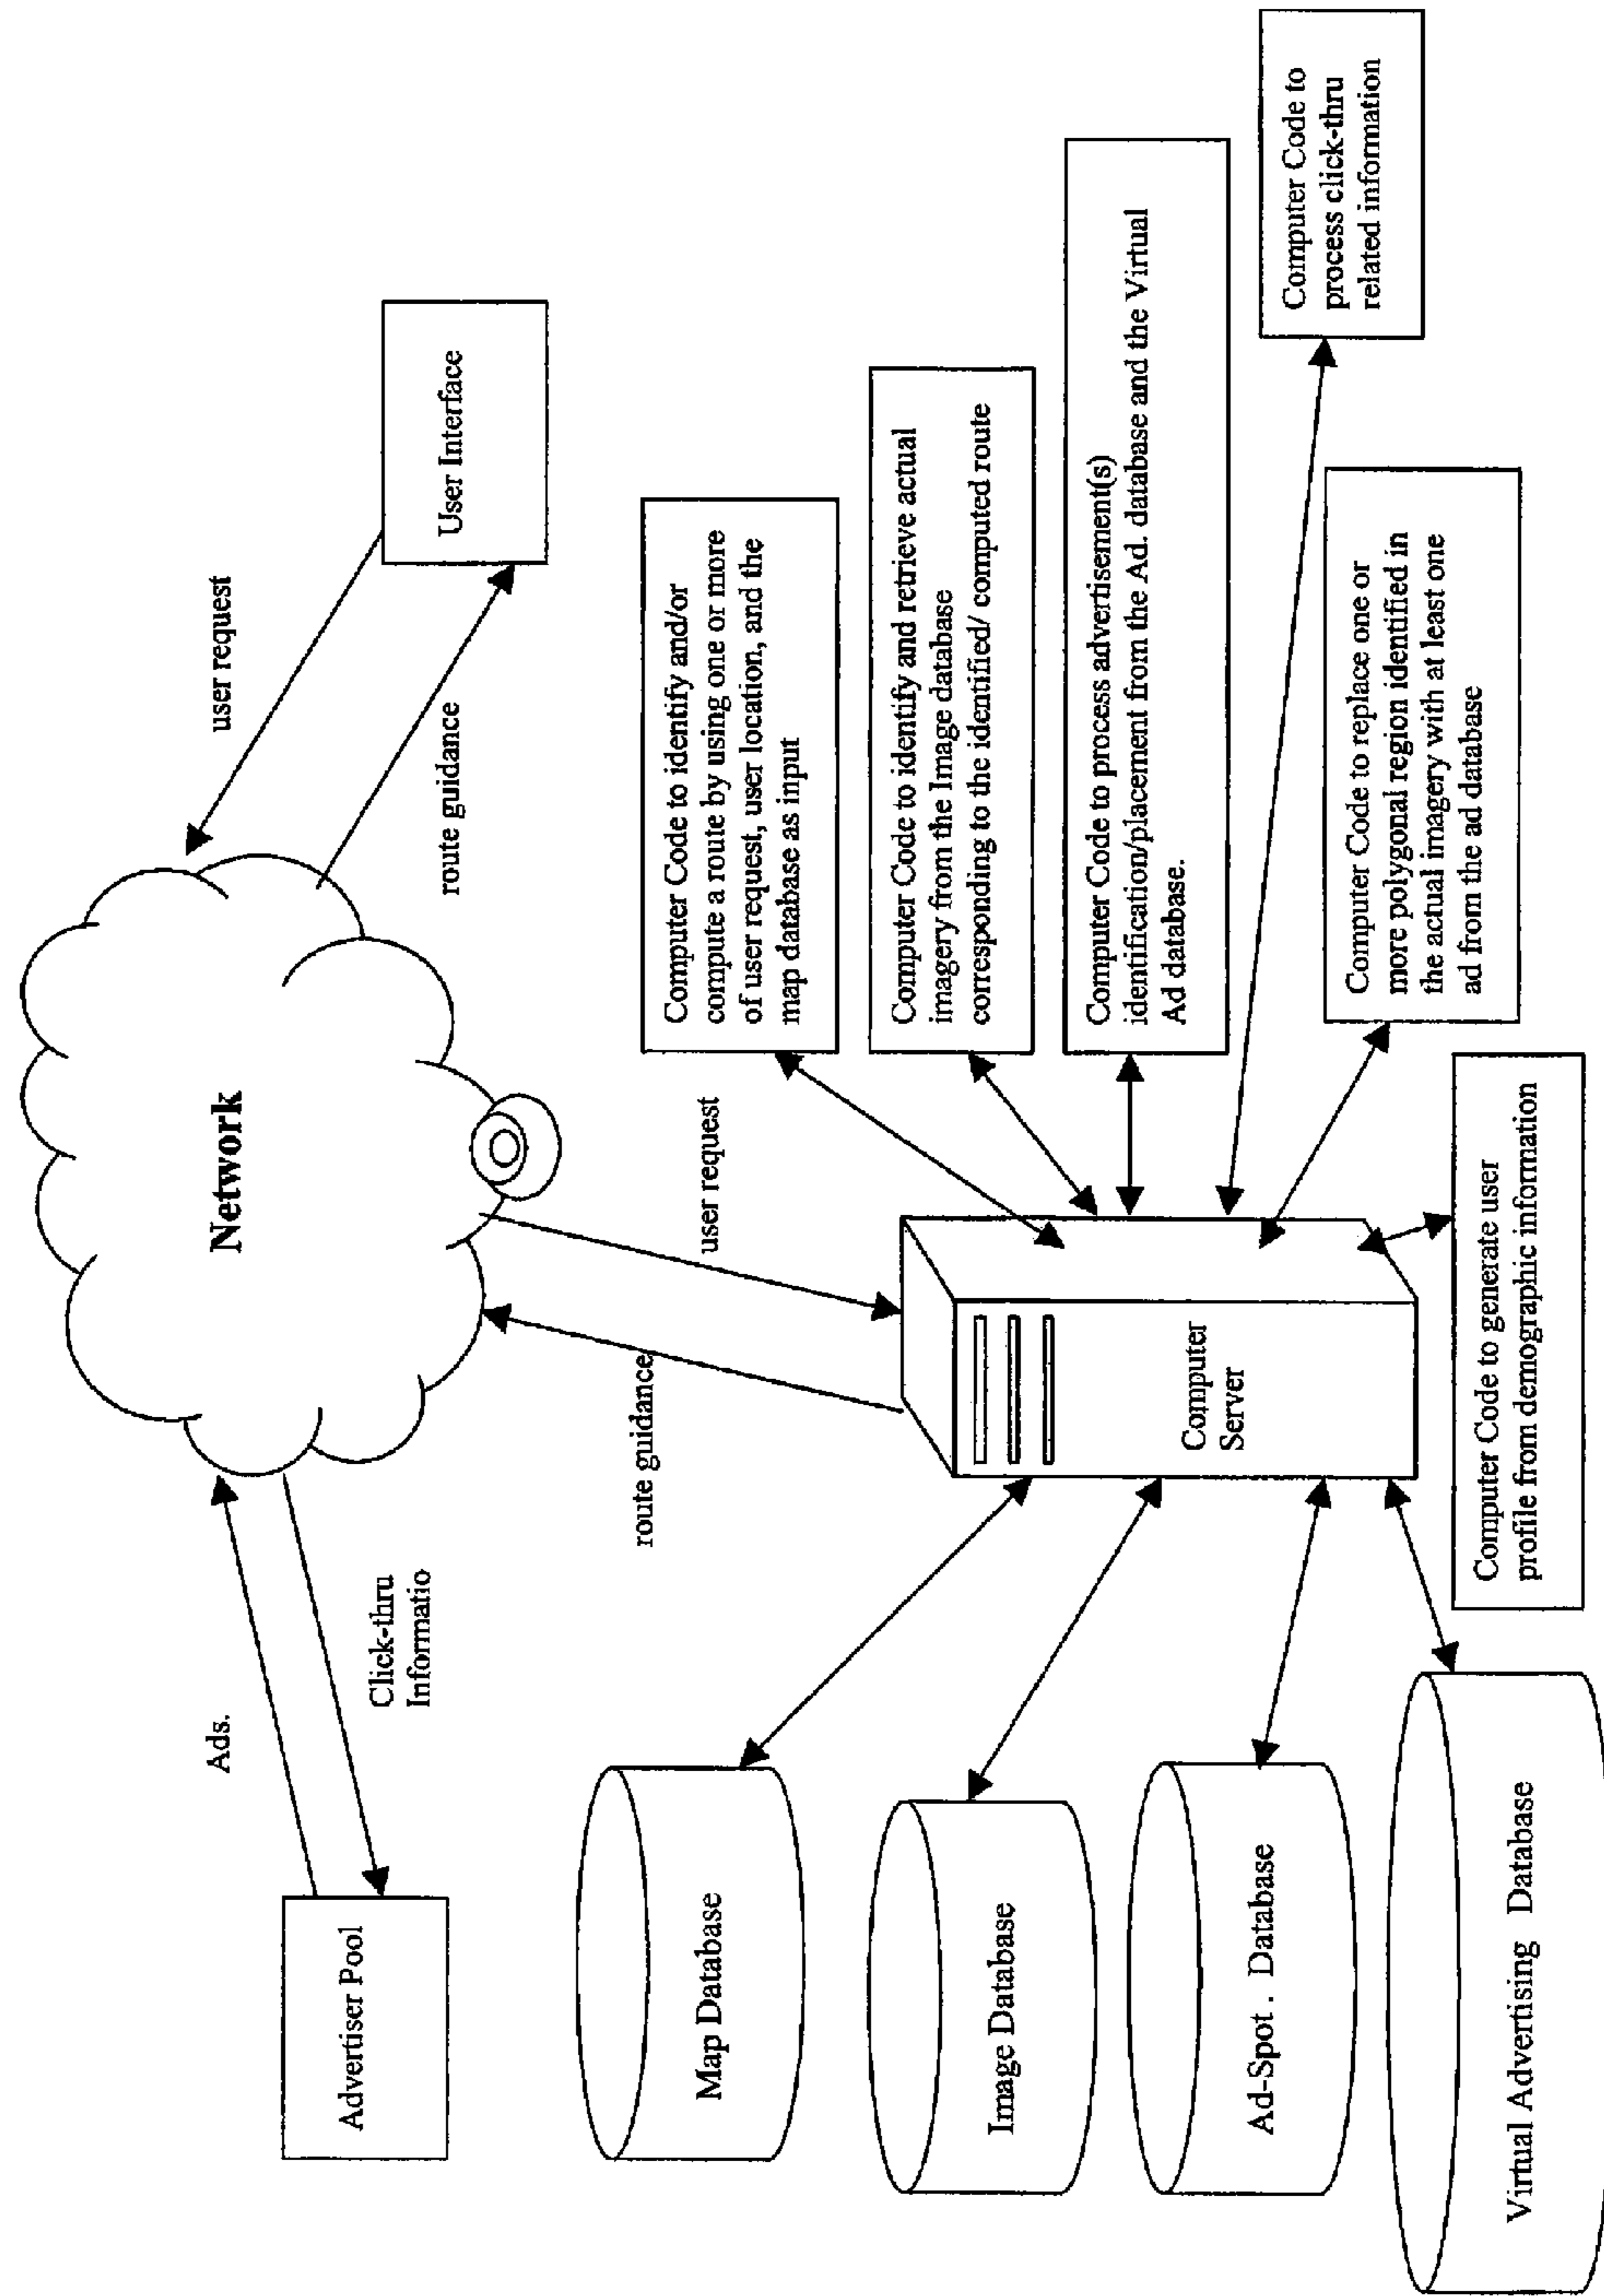 Network
user request
User Interface
route guidance
Ads.
Click-thru
Informatio
Advertiser Pool
route guidance
user request
Computer
Server
Map Database
Image Database
Ad-Spot . Database
Virtual Advertising Database
Computer Code to identify and/or
compute a route by using one or more
of user request, user location, and the
map database as input
Computer Code to identify and retrieve actual
imagery from the Image database
corresponding to the identified/ computed route
Computer Code to process advertisement(s)
identification/placement from the Ad. database and the Virtual
Ad database.
Computer Code to
process click-thru
related information
Computer Code to replace one or
more polygonal region identified in
the actual imagery with at least one
ad from the ad database
Computer Code to generate user
profile from demographic information